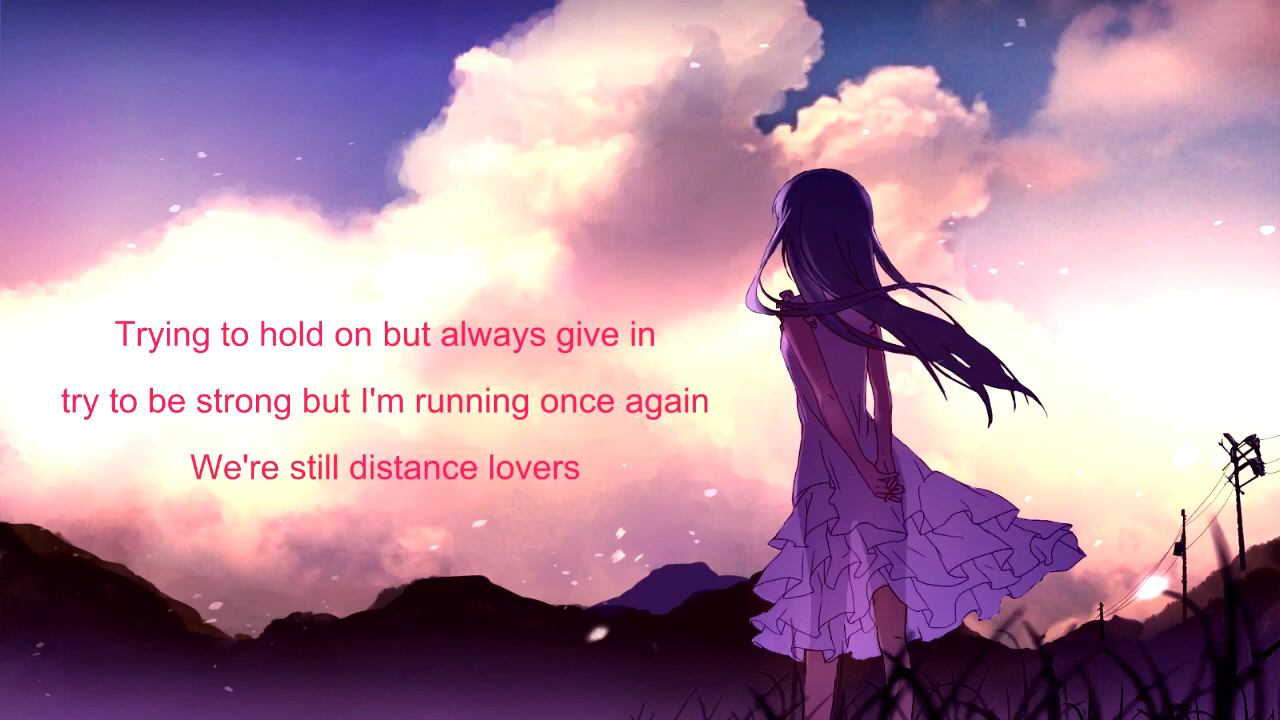 Trying to hold on but always give in
try to be strong but I'm running once again
We're still distance lovers